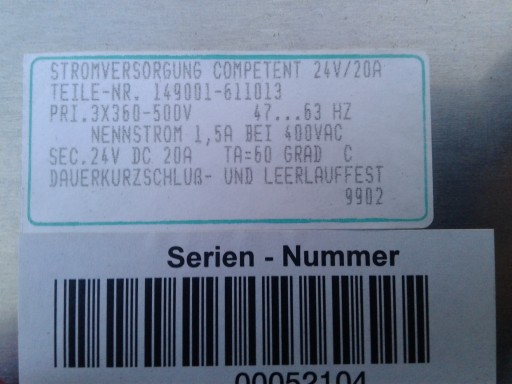 STROMVERSORGUNG COMPETENT 24V/20A
TEILE-NR. 149001-611013
PRI.3X360-500V 47...63 HZ
NENNSTROM 1,5A BEI 400VAC
SEC.24V DC 20A TA=60 GRAD C
DAUERKURZSCHLUß- UND LEERLAUFFEST
9902
Serien - Nummer
00052104